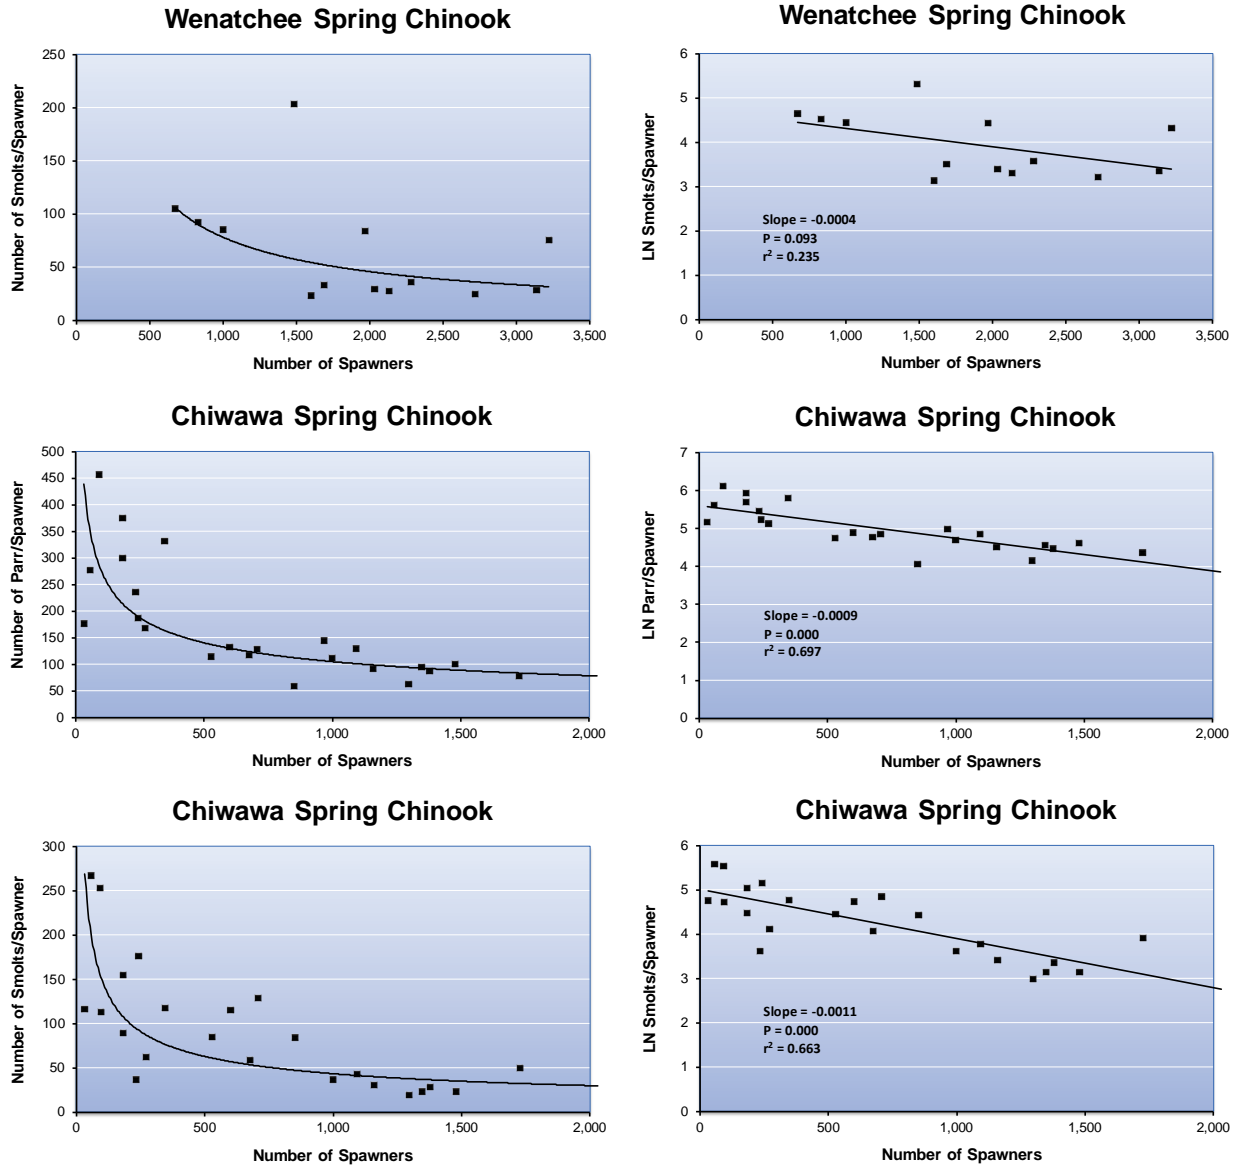 Wenatchee Spring Chinook
Number of Smolts/Spawner
250
200
150
100
50
0
0 500 1,000 1,500 2,000 2,500 3,000 3,500
Number of Spawners
Wenatchee Spring Chinook
LN Smolts/Spawner
6
5
4
3
2
1
0
Slope = -0.0004
P = 0.093
r² = 0.235
0 500 1,000 1,500 2,000 2,500 3,000 3,500
Number of Spawners
Chiwawa Spring Chinook
Number of Parr/Spawner
500
450
400
350
300
250
200
150
100
50
0
0 500 1,000 1,500 2,000
Number of Spawners
Chiwawa Spring Chinook
LN Parr/Spawner
7
6
5
4
3
2
1
0
Slope = -0.0009
P = 0.000
r² = 0.697
0 500 1,000 1,500 2,000
Number of Spawners
Chiwawa Spring Chinook
Number of Smolts/Spawner
300
250
200
150
100
50
0
0 500 1,000 1,500 2,000
Number of Spawners
Chiwawa Spring Chinook
LN Smolts/Spawner
6
5
4
3
2
1
0
Slope = -0.0011
P = 0.000
r² = 0.663
0 500 1,000 1,500 2,000
Number of Spawners